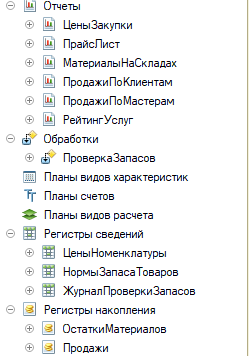 Отчеты
ЦеныЗакупки
ПрайсЛист
МатериалыНаСкладах
ПродажиПоКлиентам
ПродажиПоМастерам
РейтингУслуг
Обработки
ПроверкаЗапасов
Планы видов характеристик
Планы счетов
Планы видов расчета
Регистры сведений
ЦеныНоменклатуры
НормыЗапасаТоваров
ЖурналПроверкиЗапасов
Регистры накопления
ОстаткиМатериалов
Продажи